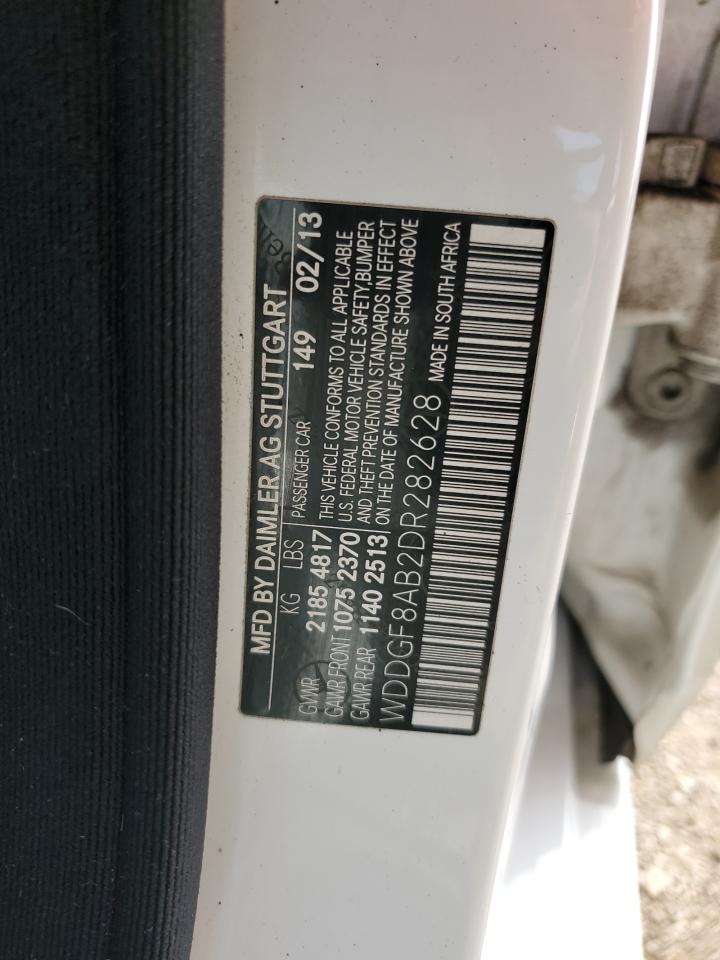 MFD BY DAIMLER AG STUTTGART
KG LBS PASSENGER CAR 149 02/13
GVWR 2185 4817 THIS VEHICLE CONFORMS TO ALL APPLICABLE
GAWR FRONT 1075 2370 U.S. FEDERAL MOTOR VEHICLE SAFETY,BUMPER
GAWR REAR 1140 2513 AND THEFT PREVENTION STANDARDS IN EFFECT
ON THE DATE OF MANUFACTURE SHOWN ABOVE
WDDGF8AB2DR282628 MADE IN SOUTH AFRICA